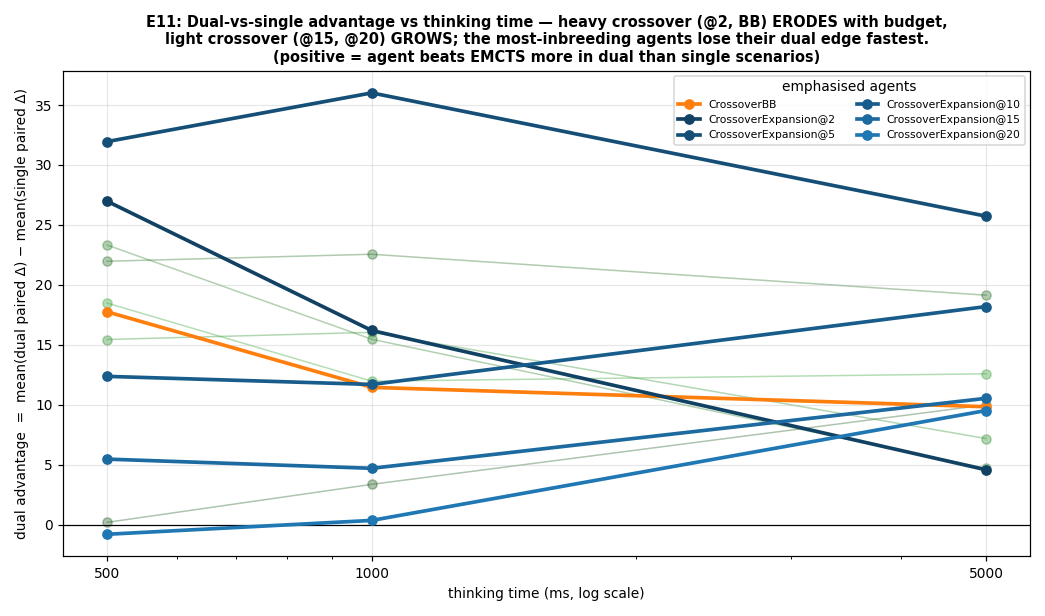 E11: Dual-vs-single advantage vs thinking time — heavy crossover (@2, BB) ERODES with budget,
light crossover (@15, @20) GROWS; the most-inbreeding agents lose their dual edge fastest.
(positive = agent beats EMCTS more in dual than single scenarios)
emphasised agents
CrossoverBB
CrossoverExpansion@2
CrossoverExpansion@5
CrossoverExpansion@10
CrossoverExpansion@15
CrossoverExpansion@20
dual advantage = mean(dual paired Δ) − mean(single paired Δ)
35
30
25
20
15
10
5
0
500
1000
5000
thinking time (ms, log scale)